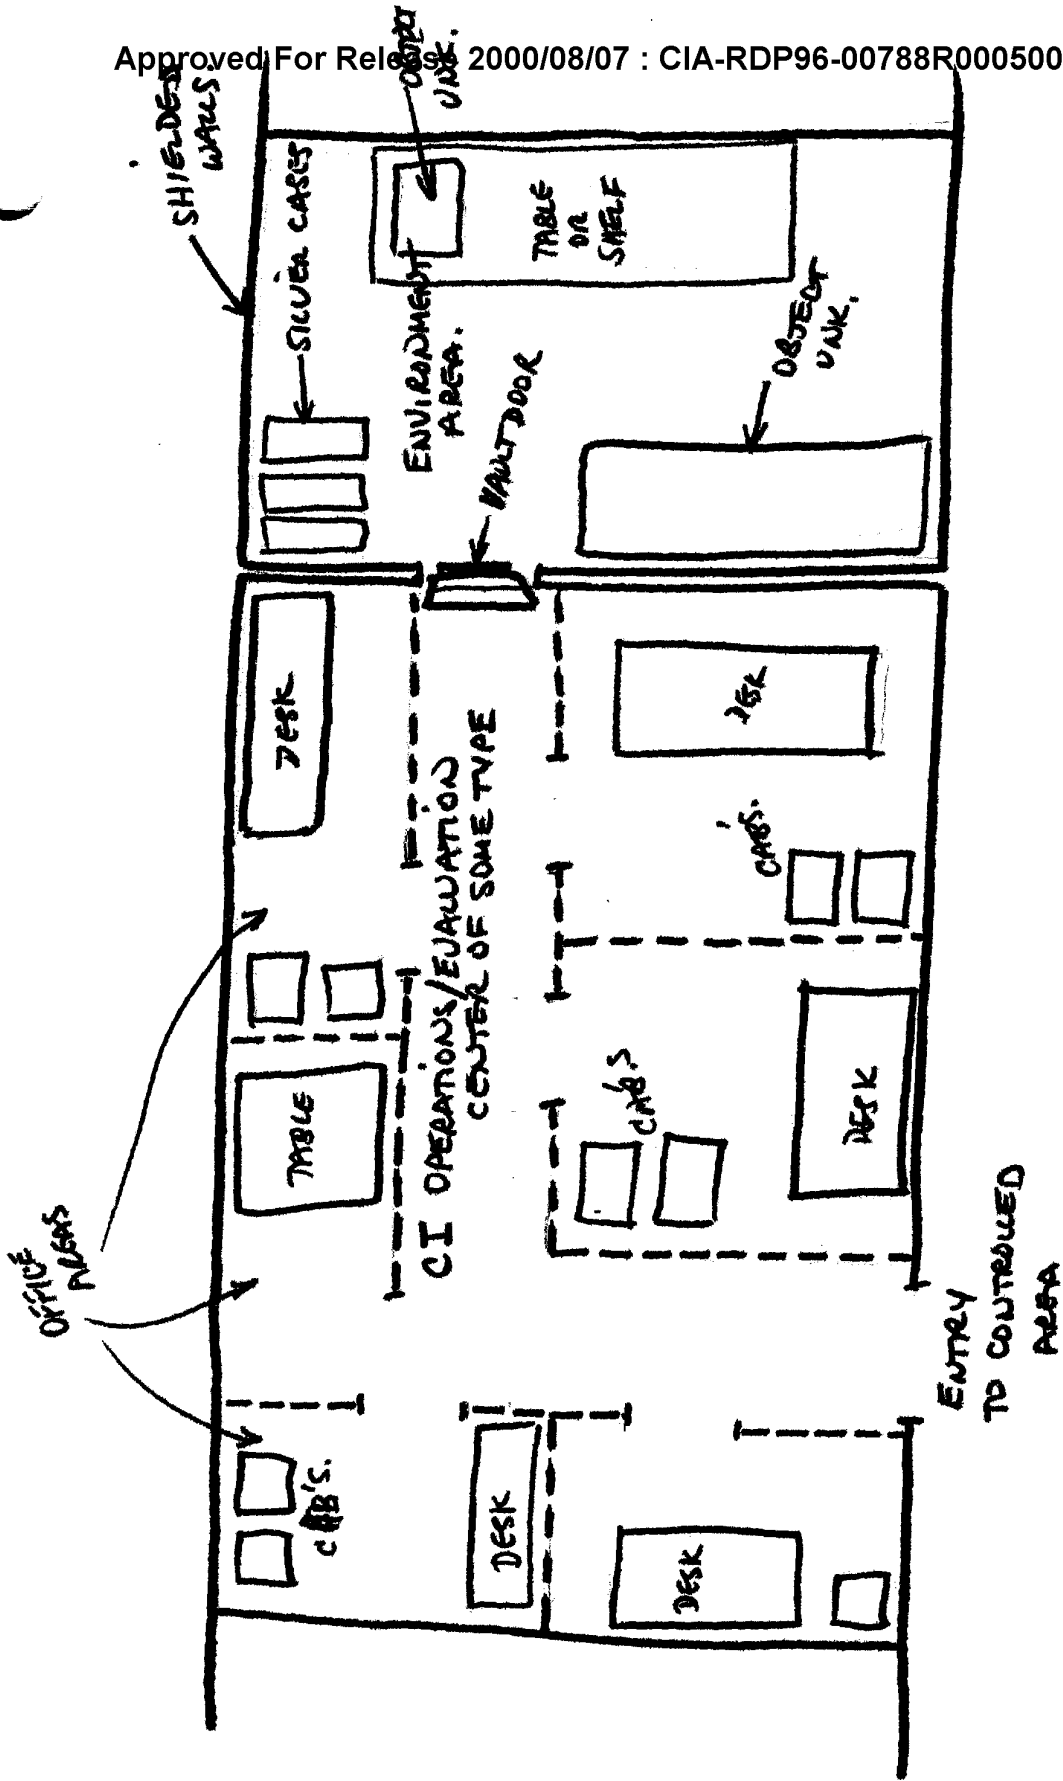 Approved For Release 2000/08/07 : CIA-RDP96-00788R000500
SHIELDED
WALLS.
OBJECT
UNK.
SILVER CASES
TABLE
OR
SHELF
ENVIRONMENT
AREA.
VAULT DOOR
OBJECT
UNK.
DESK
DESK
CI OPERATIONS/EVALUATION
CENTER OF SOME TYPE
CABS.
OFFICE
AREAS
TABLE
CAB'S
DESK
ENTRY
TO CONTROLLED
AREA
CAB'S.
DESK
DESK